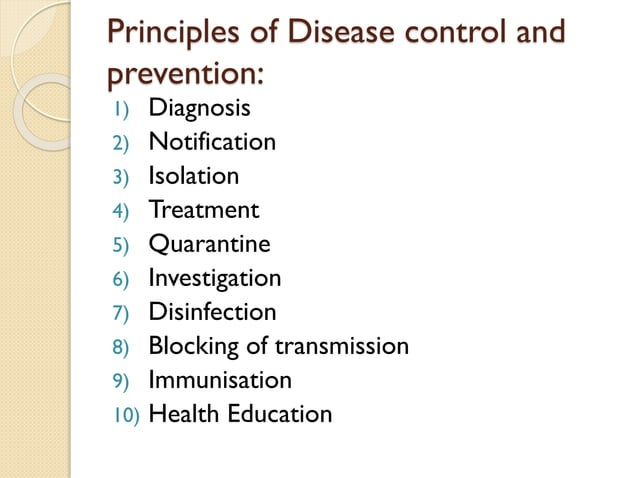 Principles of Disease control and
prevention:
1) Diagnosis
2) Notification
3) Isolation
4) Treatment
5) Quarantine
6) Investigation
7) Disinfection
8) Blocking of transmission
9) Immunisation
10) Health Education